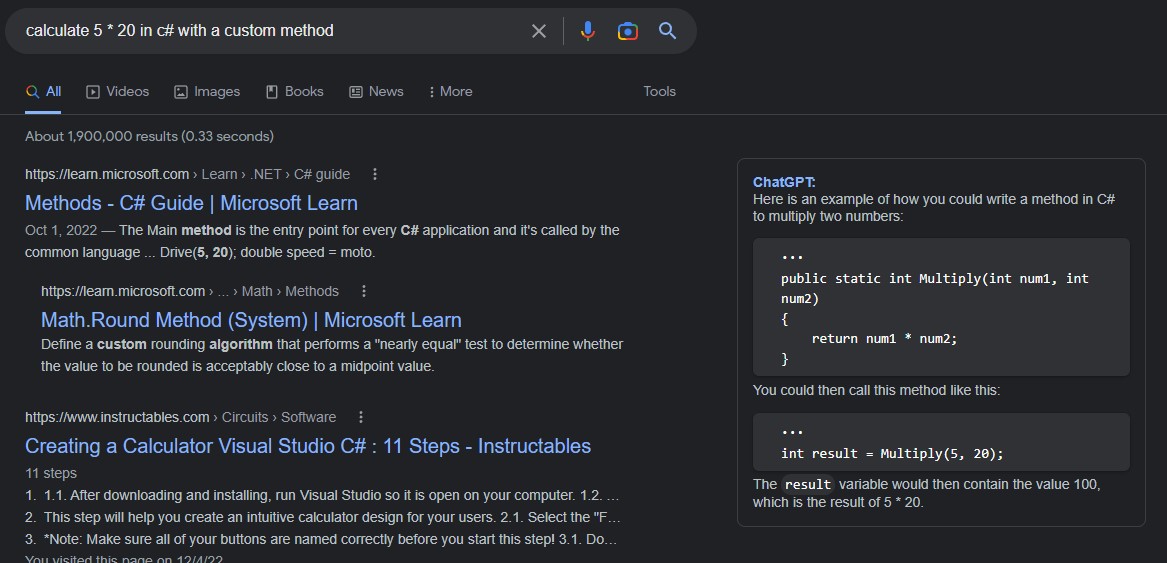 calculate 5 * 20 in c# with a custom method
All
Videos
Images
Books
News
More
Tools
About 1,900,000 results (0.33 seconds)
https://learn.microsoft.com › Learn › .NET › C# guide
Methods - C# Guide | Microsoft Learn
Oct 1, 2022 — The Main method is the entry point for every C# application and it's called by the
common language ... Drive(5, 20); double speed = moto.
https://learn.microsoft.com › ... › Math › Methods
Math.Round Method (System) | Microsoft Learn
Define a custom rounding algorithm that performs a "nearly equal" test to determine whether
the value to be rounded is acceptably close to a midpoint value.
https://www.instructables.com › Circuits › Software
Creating a Calculator Visual Studio C# : 11 Steps - Instructables
11 steps
1. 1.1. After downloading and installing, run Visual Studio so it is open on your computer. 1.2. ...
2. This step will help you create an intuitive calculator design for your users. 2.1. Select the "F...
3. *Note: Make sure all of your buttons are named correctly before you start this step! 3.1. Do...
You visited this page on 12/4/22.
ChatGPT:
Here is an example of how you could write a method in C#
to multiply two numbers:
...
public static int Multiply(int num1, int
num2)
{
return num1 * num2;
}
You could then call this method like this:
...
int result = Multiply(5, 20);
The result variable would then contain the value 100,
which is the result of 5 * 20.